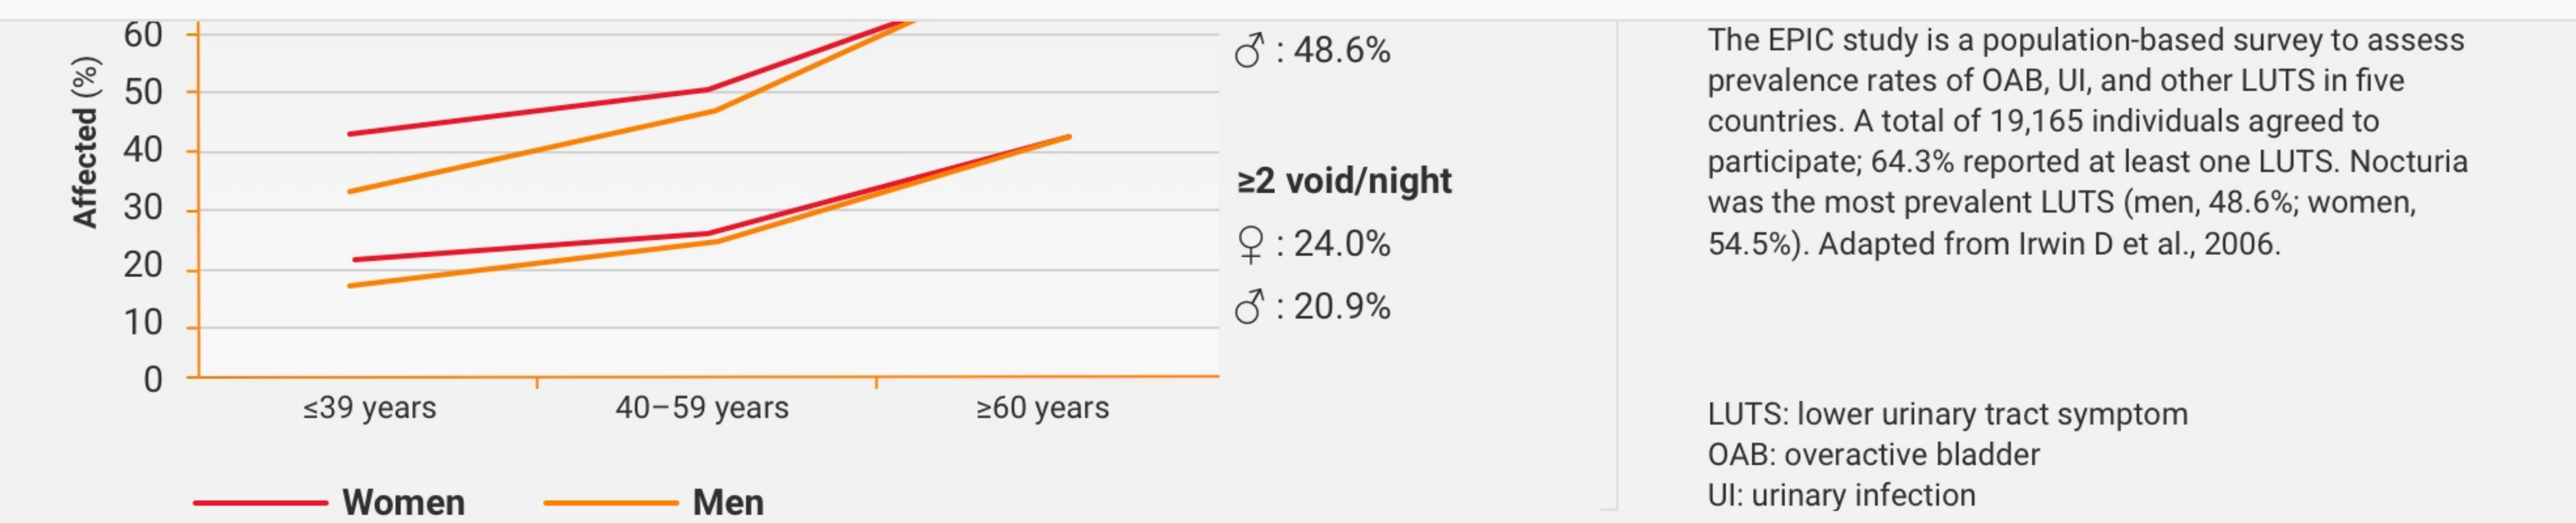 60
50
40
30
20
10
0
Affected (%)
≤39 years
40–59 years
≥60 years
Women
Men
♂ : 48.6%
≥2 void/night
♀ : 24.0%
♂ : 20.9%
The EPIC study is a population-based survey to assess
prevalence rates of OAB, UI, and other LUTS in five
countries. A total of 19,165 individuals agreed to
participate; 64.3% reported at least one LUTS. Nocturia
was the most prevalent LUTS (men, 48.6%; women,
54.5%). Adapted from Irwin D et al., 2006.
LUTS: lower urinary tract symptom
OAB: overactive bladder
UI: urinary infection